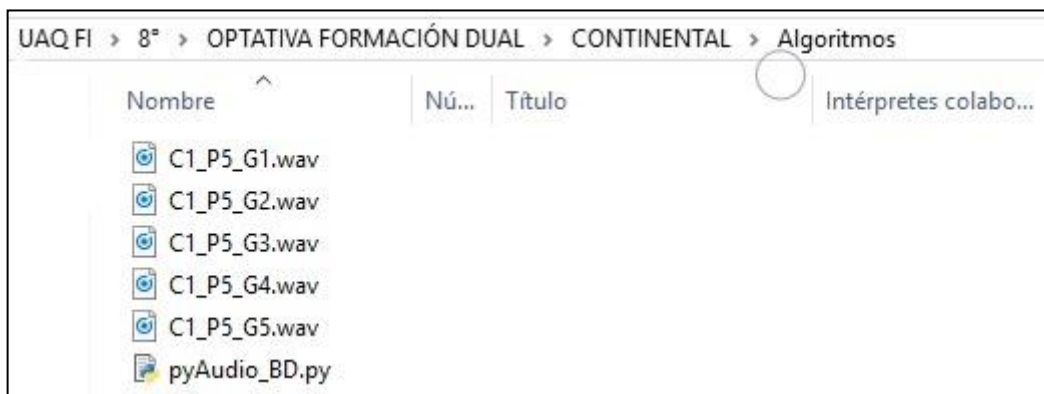 UAQ FI > 8° > OPTATIVA FORMACIÓN DUAL > CONTINENTAL > Algoritmos
Nombre Nú... Título Intérpretes colabo...
C1_P5_G1.wav
C1_P5_G2.wav
C1_P5_G3.wav
C1_P5_G4.wav
C1_P5_G5.wav
pyAudio_BD.py